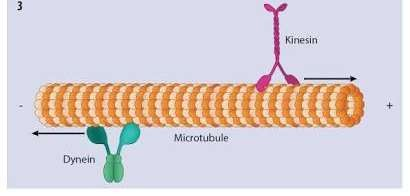 3
Kinesin
-
+
Microtubule
Dynein